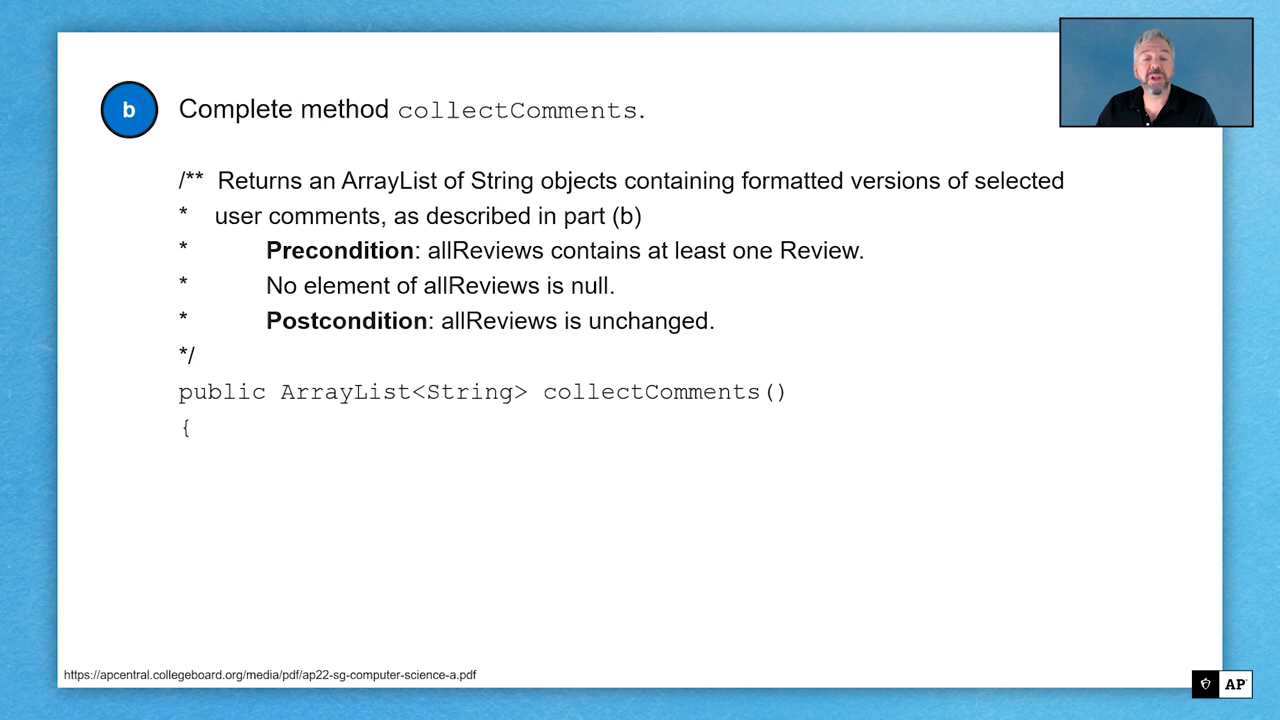 b
Complete method collectComments.
/** Returns an ArrayList of String objects containing formatted versions of selected
* user comments, as described in part (b)
* Precondition: allReviews contains at least one Review.
* No element of allReviews is null.
* Postcondition: allReviews is unchanged.
*/
public ArrayList<String> collectComments()
{
https://apcentral.collegeboard.org/media/pdf/ap22-sg-computer-science-a.pdf
AP